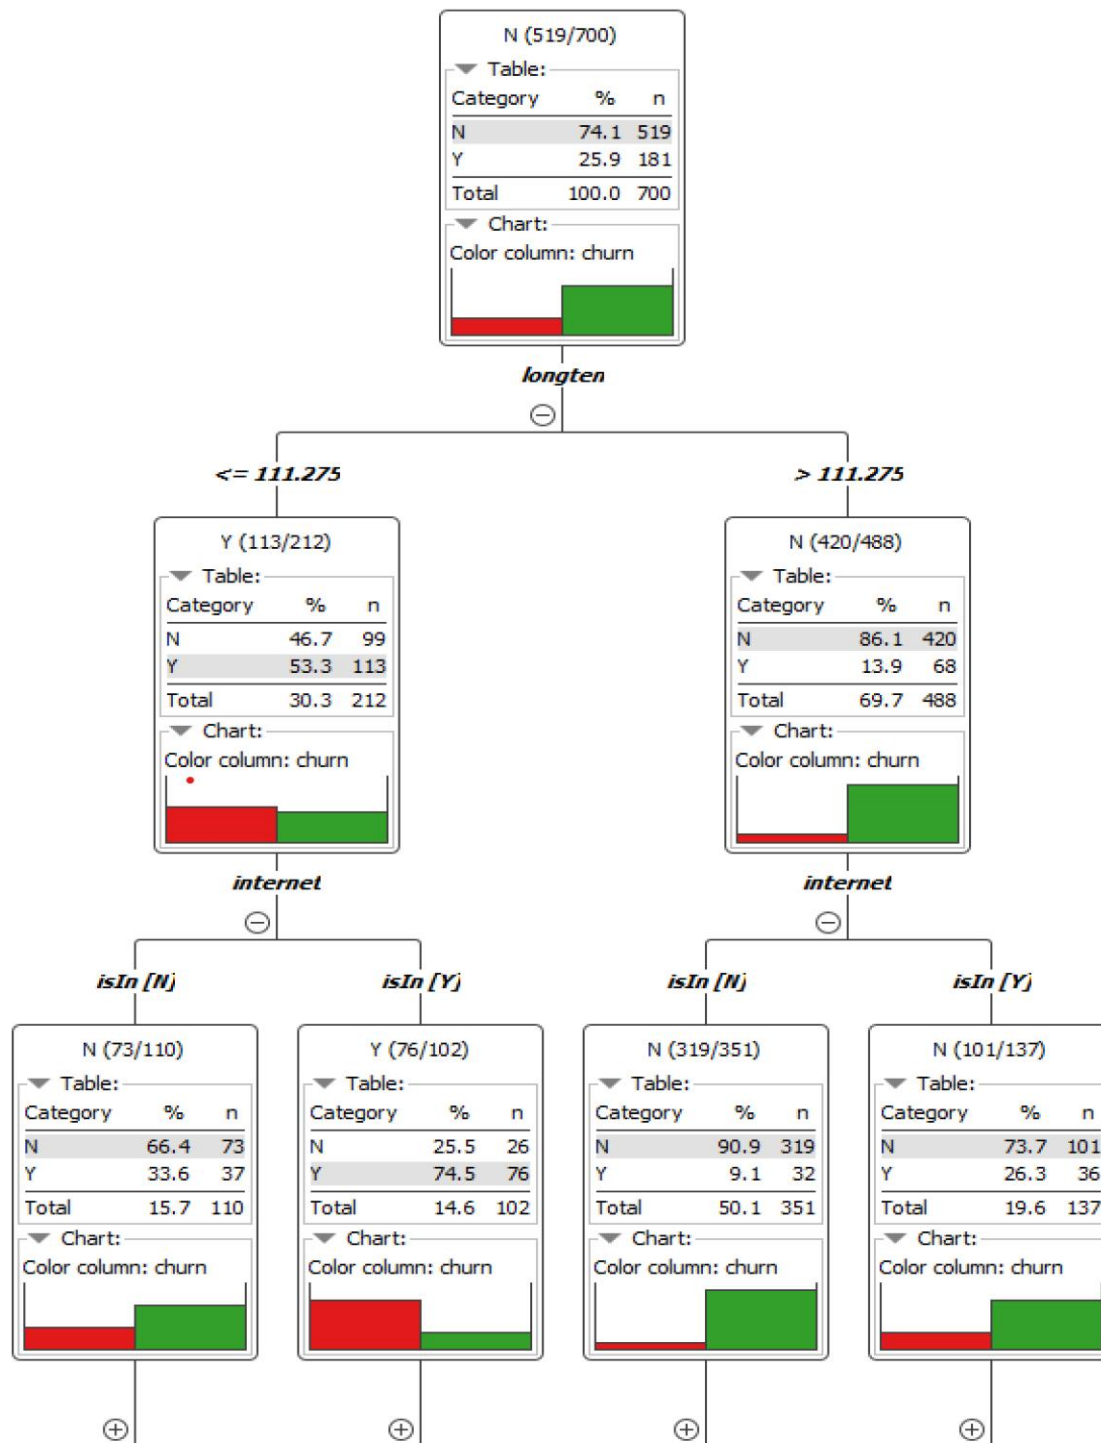 N (519/700)
Table:
Category % n
N 74.1 519
Y 25.9 181
Total 100.0 700
Chart:
Color column: churn
longten
<= 111.275
> 111.275
Y (113/212)
Table:
Category % n
N 46.7 99
Y 53.3 113
Total 30.3 212
Chart:
Color column: churn
N (420/488)
Table:
Category % n
N 86.1 420
Y 13.9 68
Total 69.7 488
Chart:
Color column: churn
internet
internet
isIn [N]
isIn [Y]
isIn [N]
isIn [Y]
N (73/110)
Table:
Category % n
N 66.4 73
Y 33.6 37
Total 15.7 110
Chart:
Color column: churn
Y (76/102)
Table:
Category % n
N 25.5 26
Y 74.5 76
Total 14.6 102
Chart:
Color column: churn
N (319/351)
Table:
Category % n
N 90.9 319
Y 9.1 32
Total 50.1 351
Chart:
Color column: churn
N (101/137)
Table:
Category % n
N 73.7 101
Y 26.3 36
Total 19.6 137
Chart:
Color column: churn